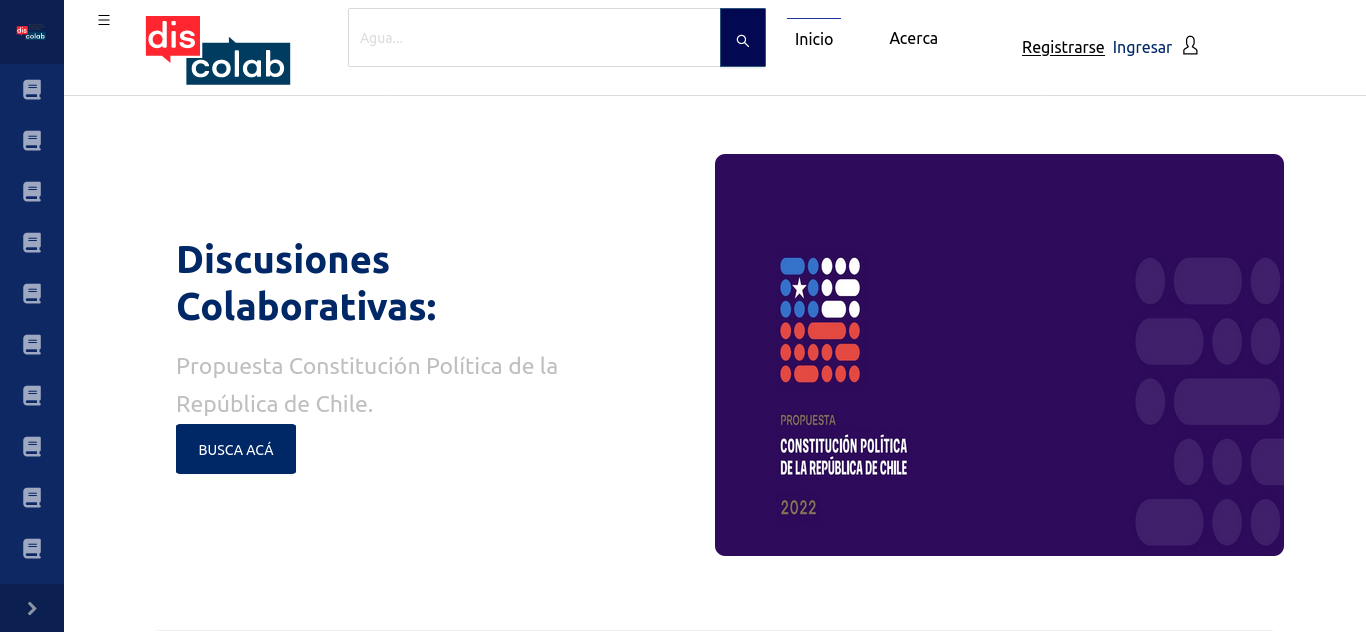 dis
colab
dis
colab
Agua...
Inicio
Acerca
Registrarse
Ingresar
Discusiones
Colaborativas:
Propuesta Constitución Política de la
República de Chile.
BUSCA ACÁ
PROPUESTA
CONSTITUCIÓN POLÍTICA
DE LA REPÚBLICA DE CHILE
2022